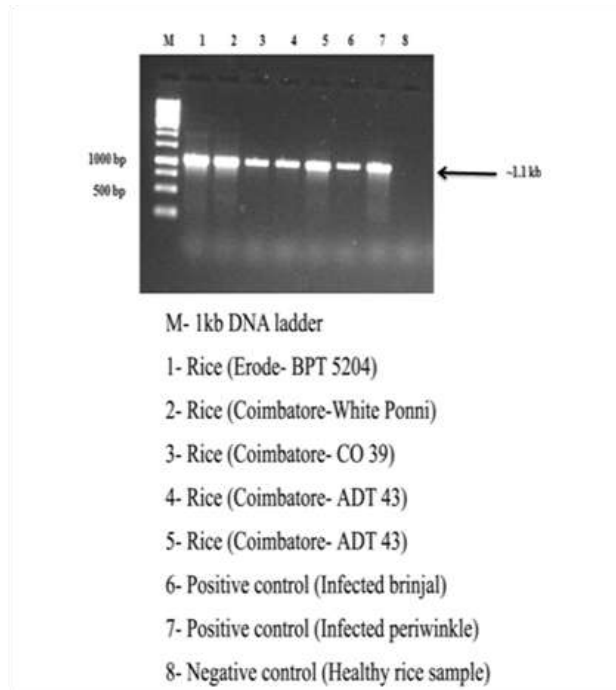 M 1 2 3 4 5 6 7 8
1000 bp
~1.1 kb
500 bp
M- 1kb DNA ladder
1- Rice (Erode- BPT 5204)
2- Rice (Coimbatore-White Ponni)
3- Rice (Coimbatore- CO 39)
4- Rice (Coimbatore- ADT 43)
5- Rice (Coimbatore- ADT 43)
6- Positive control (Infected brinjal)
7- Positive control (Infected periwinkle)
8- Negative control (Healthy rice sample)